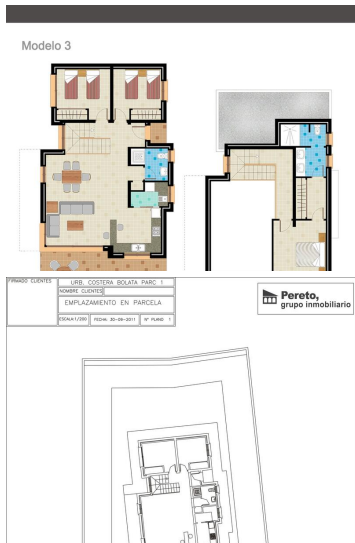 Modelo 3
FIRMADO CLIENTES
URB. COSTERA BOLATA PARC 1
NOMBRE CLIENTES
EMPLAZAMIENTO EN PARCELA
ESCALA:1/200
FECHA: 20-09-2011
Nº PLANO 1
Pereto,
grupo inmobiliario